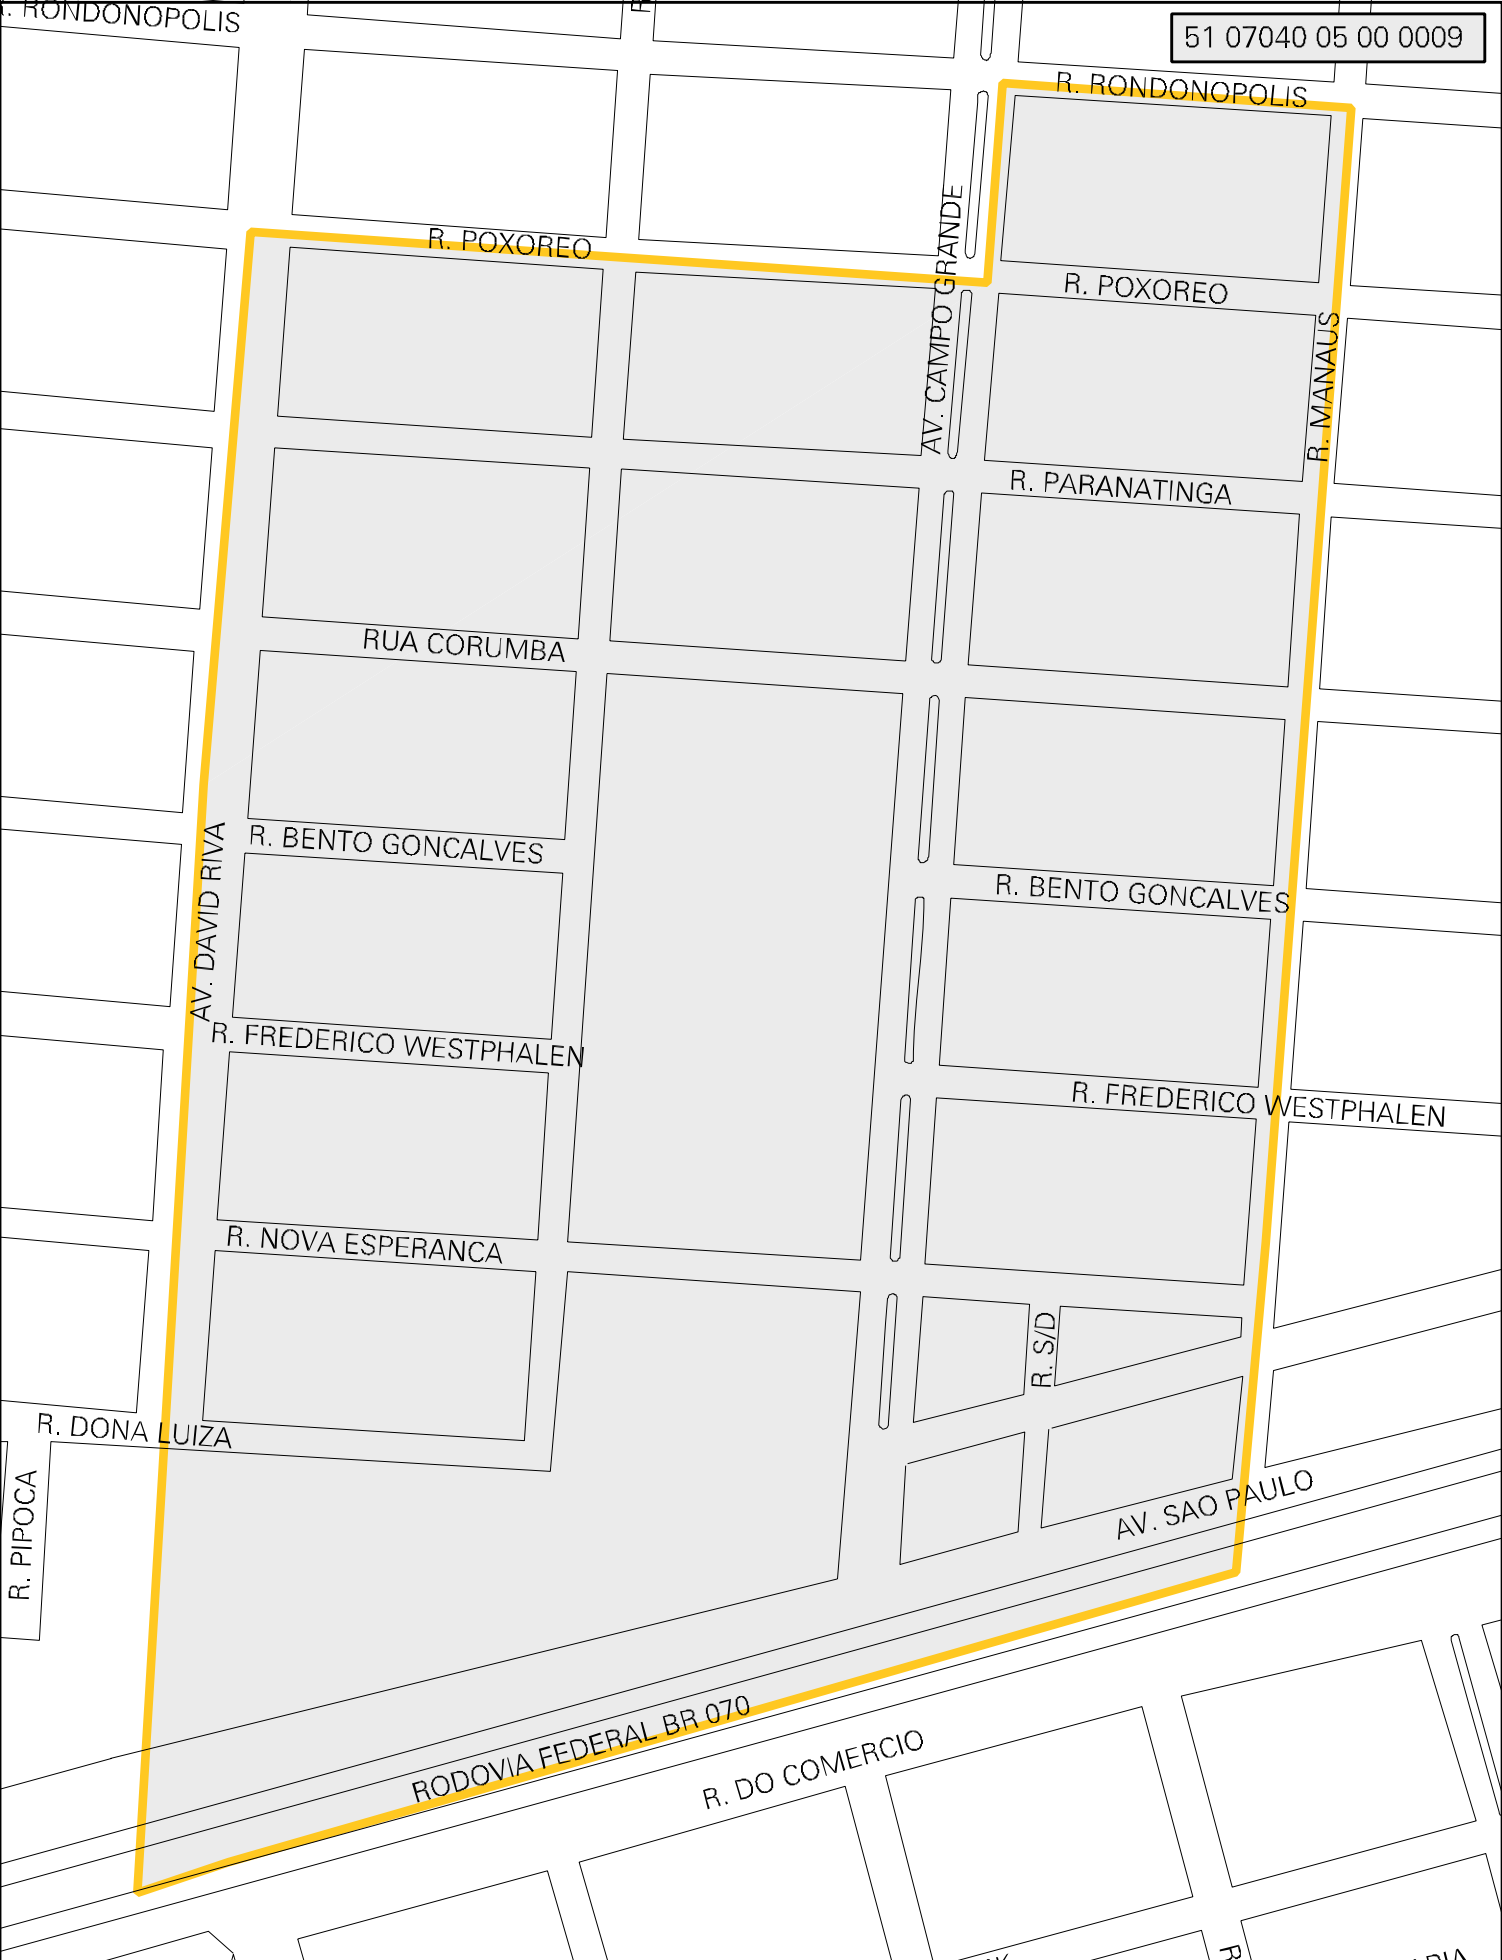 R. RONDONOPOLIS
51 07040 05 00 0009
R. RONDONOPOLIS
R. POXOREO
AV. CAMPO GRANDE
R. POXOREO
R. MANAUS
R. PARANATINGA
RUA CORUMBA
AV. DAVID RIVA
R. BENTO GONCALVES
R. BENTO GONCALVES
R. FREDERICO WESTPHALEN
R. FREDERICO WESTPHALEN
R. NOVA ESPERANCA
R. S/D
R. DONA LUIZA
R. PIPOCA
AV. SAO PAULO
RODOVIA FEDERAL BR 070
R. DO COMERCIO